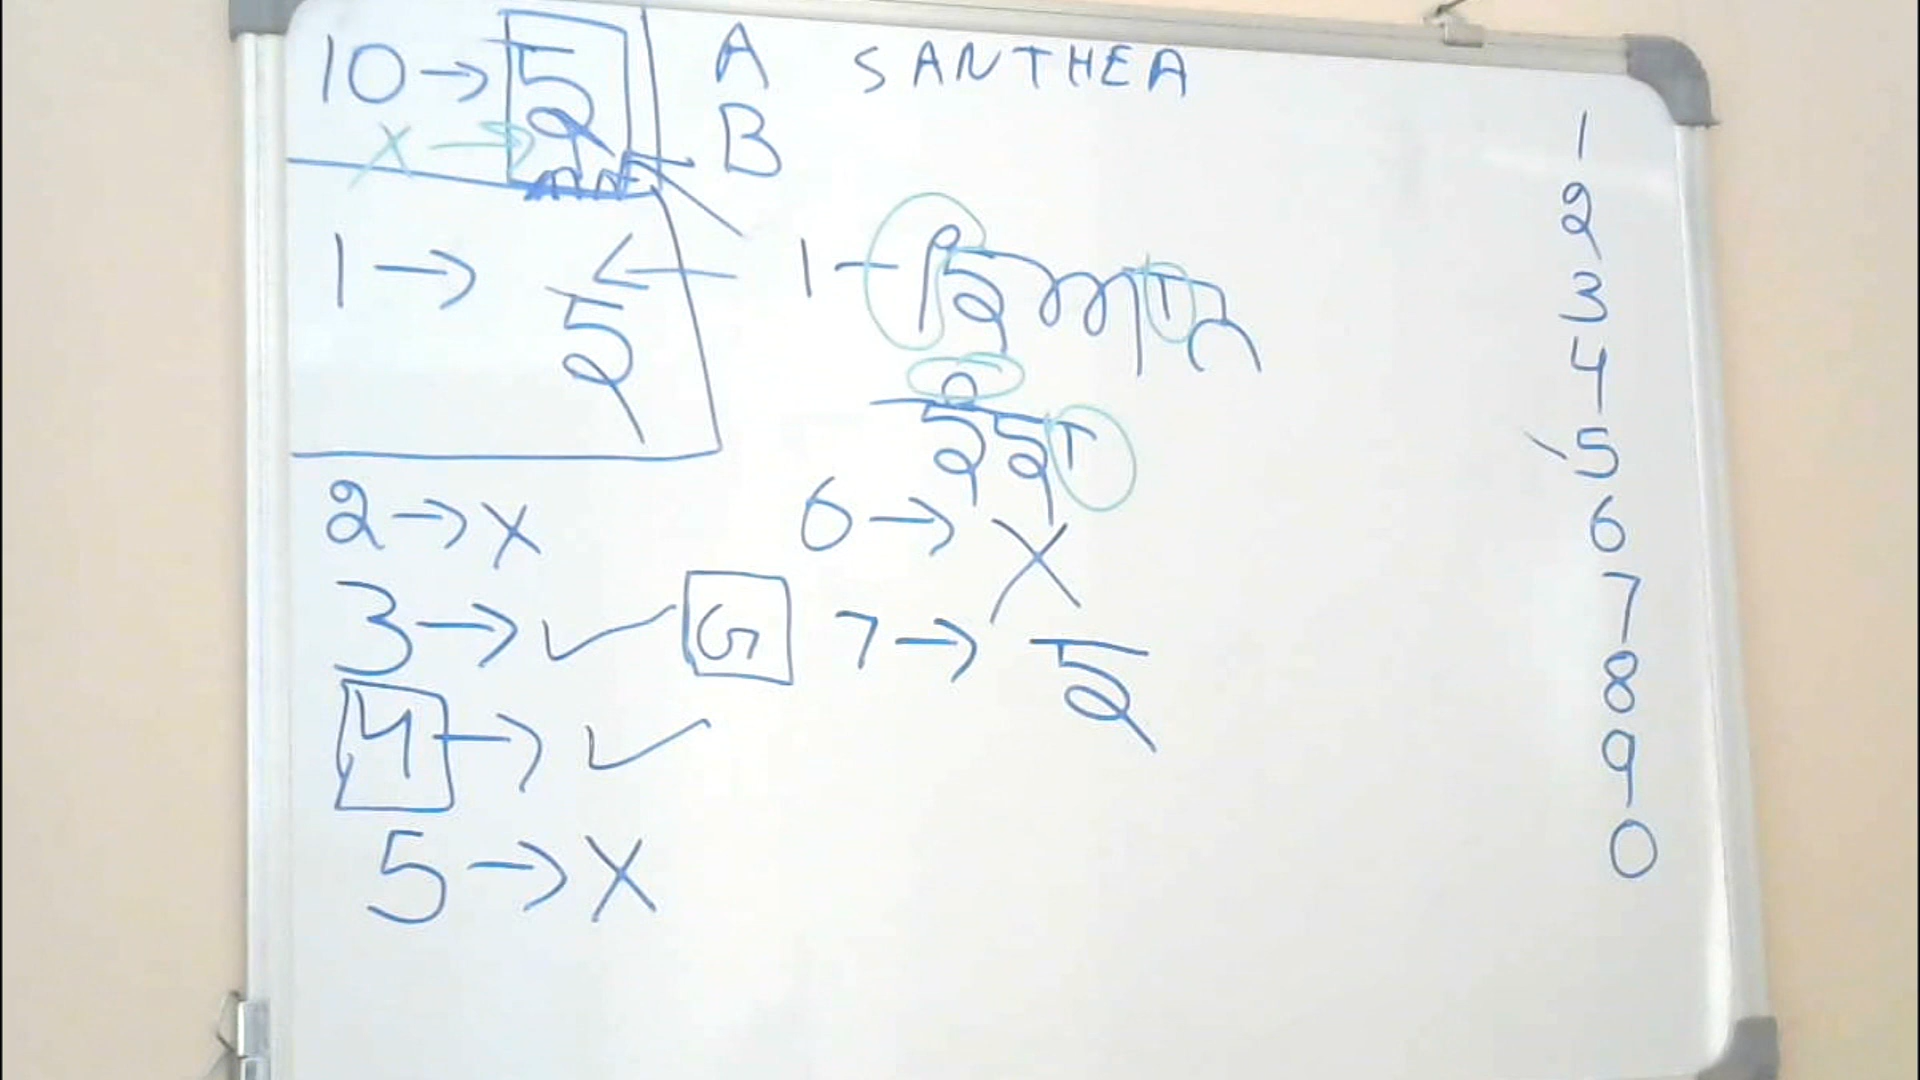 10 → ड
A SANTHEA
x →
B
1 → ड
1 –
2 → x
6 → x
3 → ✓ G
7 → ड
4 → ✓
5 → x
1
2
3
4
5
6
7
8
9
0